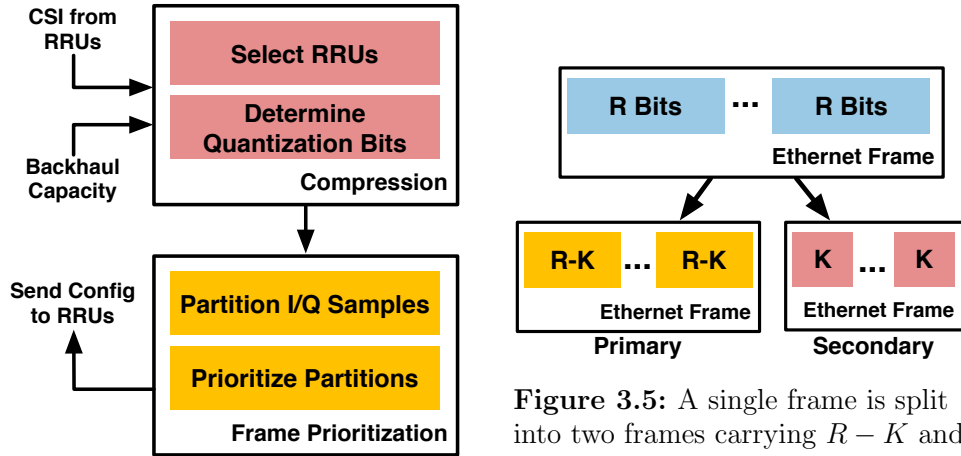 CSI from
RRUs
Select RRUs
Determine
Quantization Bits
Backhaul
Capacity
Compression
Send Config
to RRUs
Partition I/Q Samples
Prioritize Partitions
Frame Prioritization
R Bits ... R Bits
Ethernet Frame
R-K ... R-K
Ethernet Frame
Primary
K ... K
Ethernet Frame
Secondary
Figure 3.5: A single frame is split
into two frames carrying R − K and